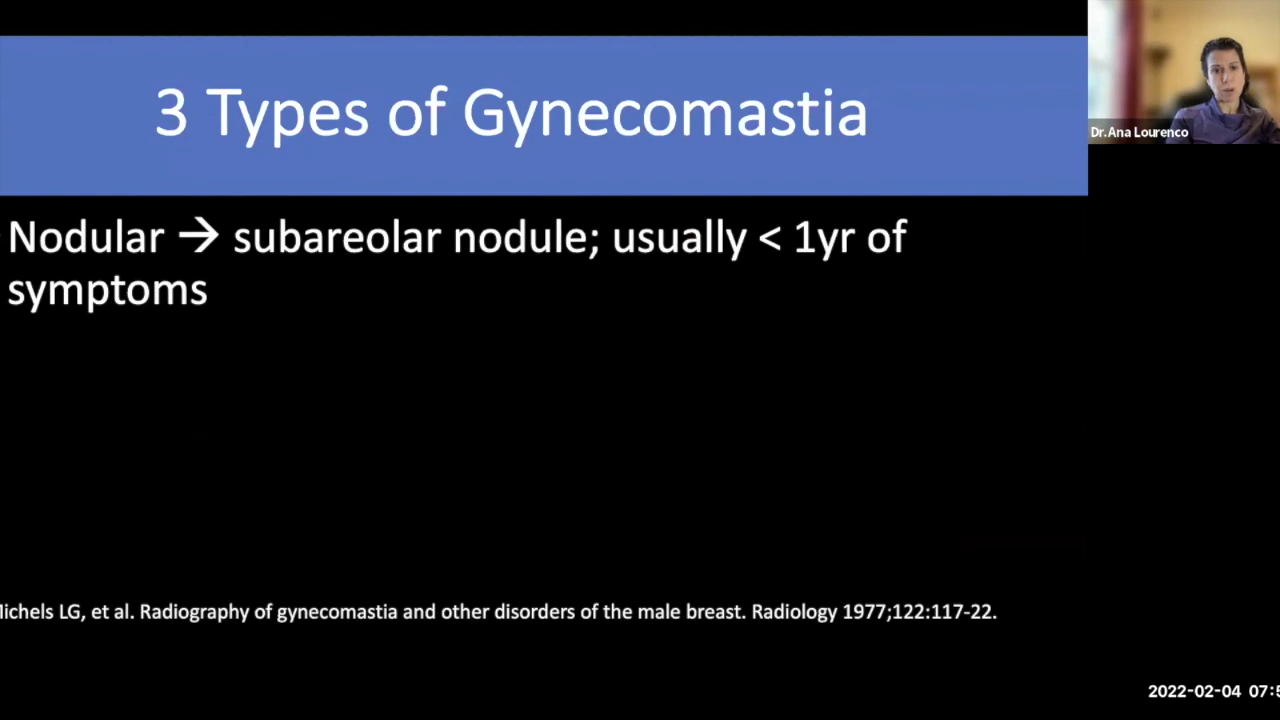 3 Types of Gynecomastia
Dr. Ana Lourenco
Nodular → subareolar nodule; usually < 1yr of
symptoms
ichels LG, et al. Radiography of gynecomastia and other disorders of the male breast. Radiology 1977;122:117-22.
2022-02-04 07:5